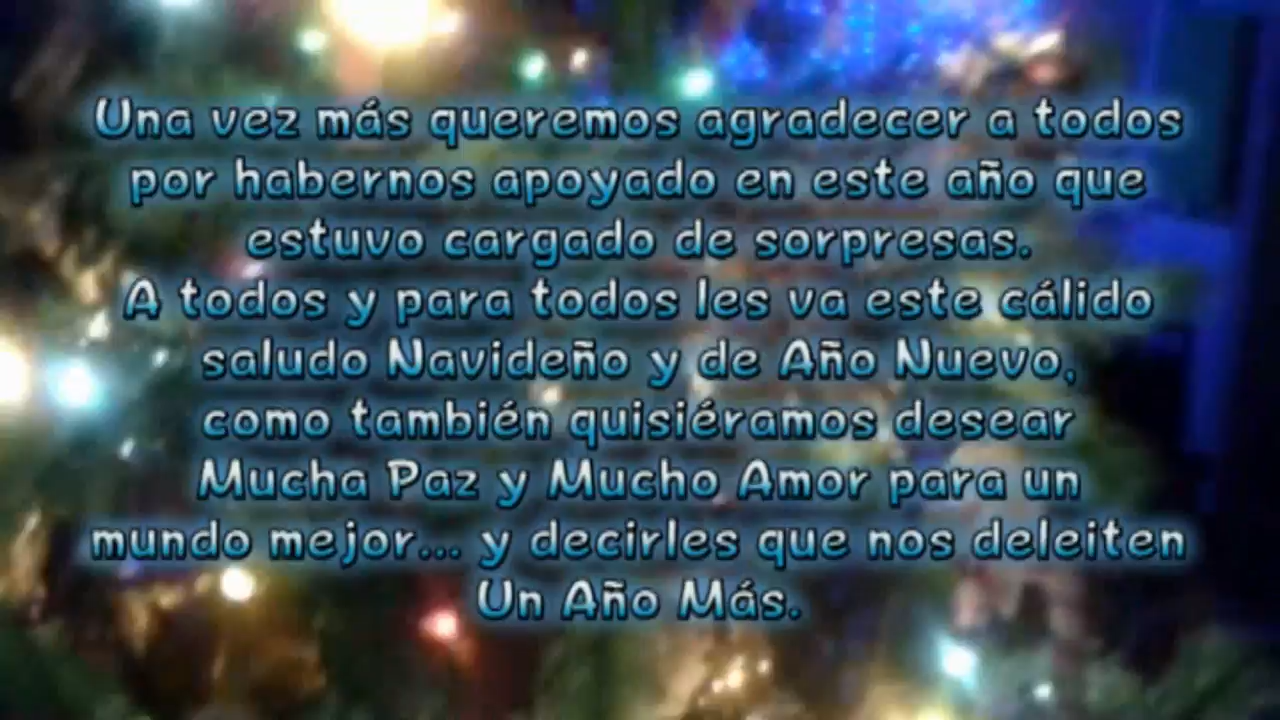 Una vez más queremos agradecer a todos
por habernos apoyado en este año que
estuvo cargado de sorpresas.
A todos y para todos les va este cálido
saludo Navideño y de Año Nuevo,
como también quisiéramos desear
Mucha Paz y Mucho Amor para un
mundo mejor... y decirles que nos deleiten
Un Año Más.